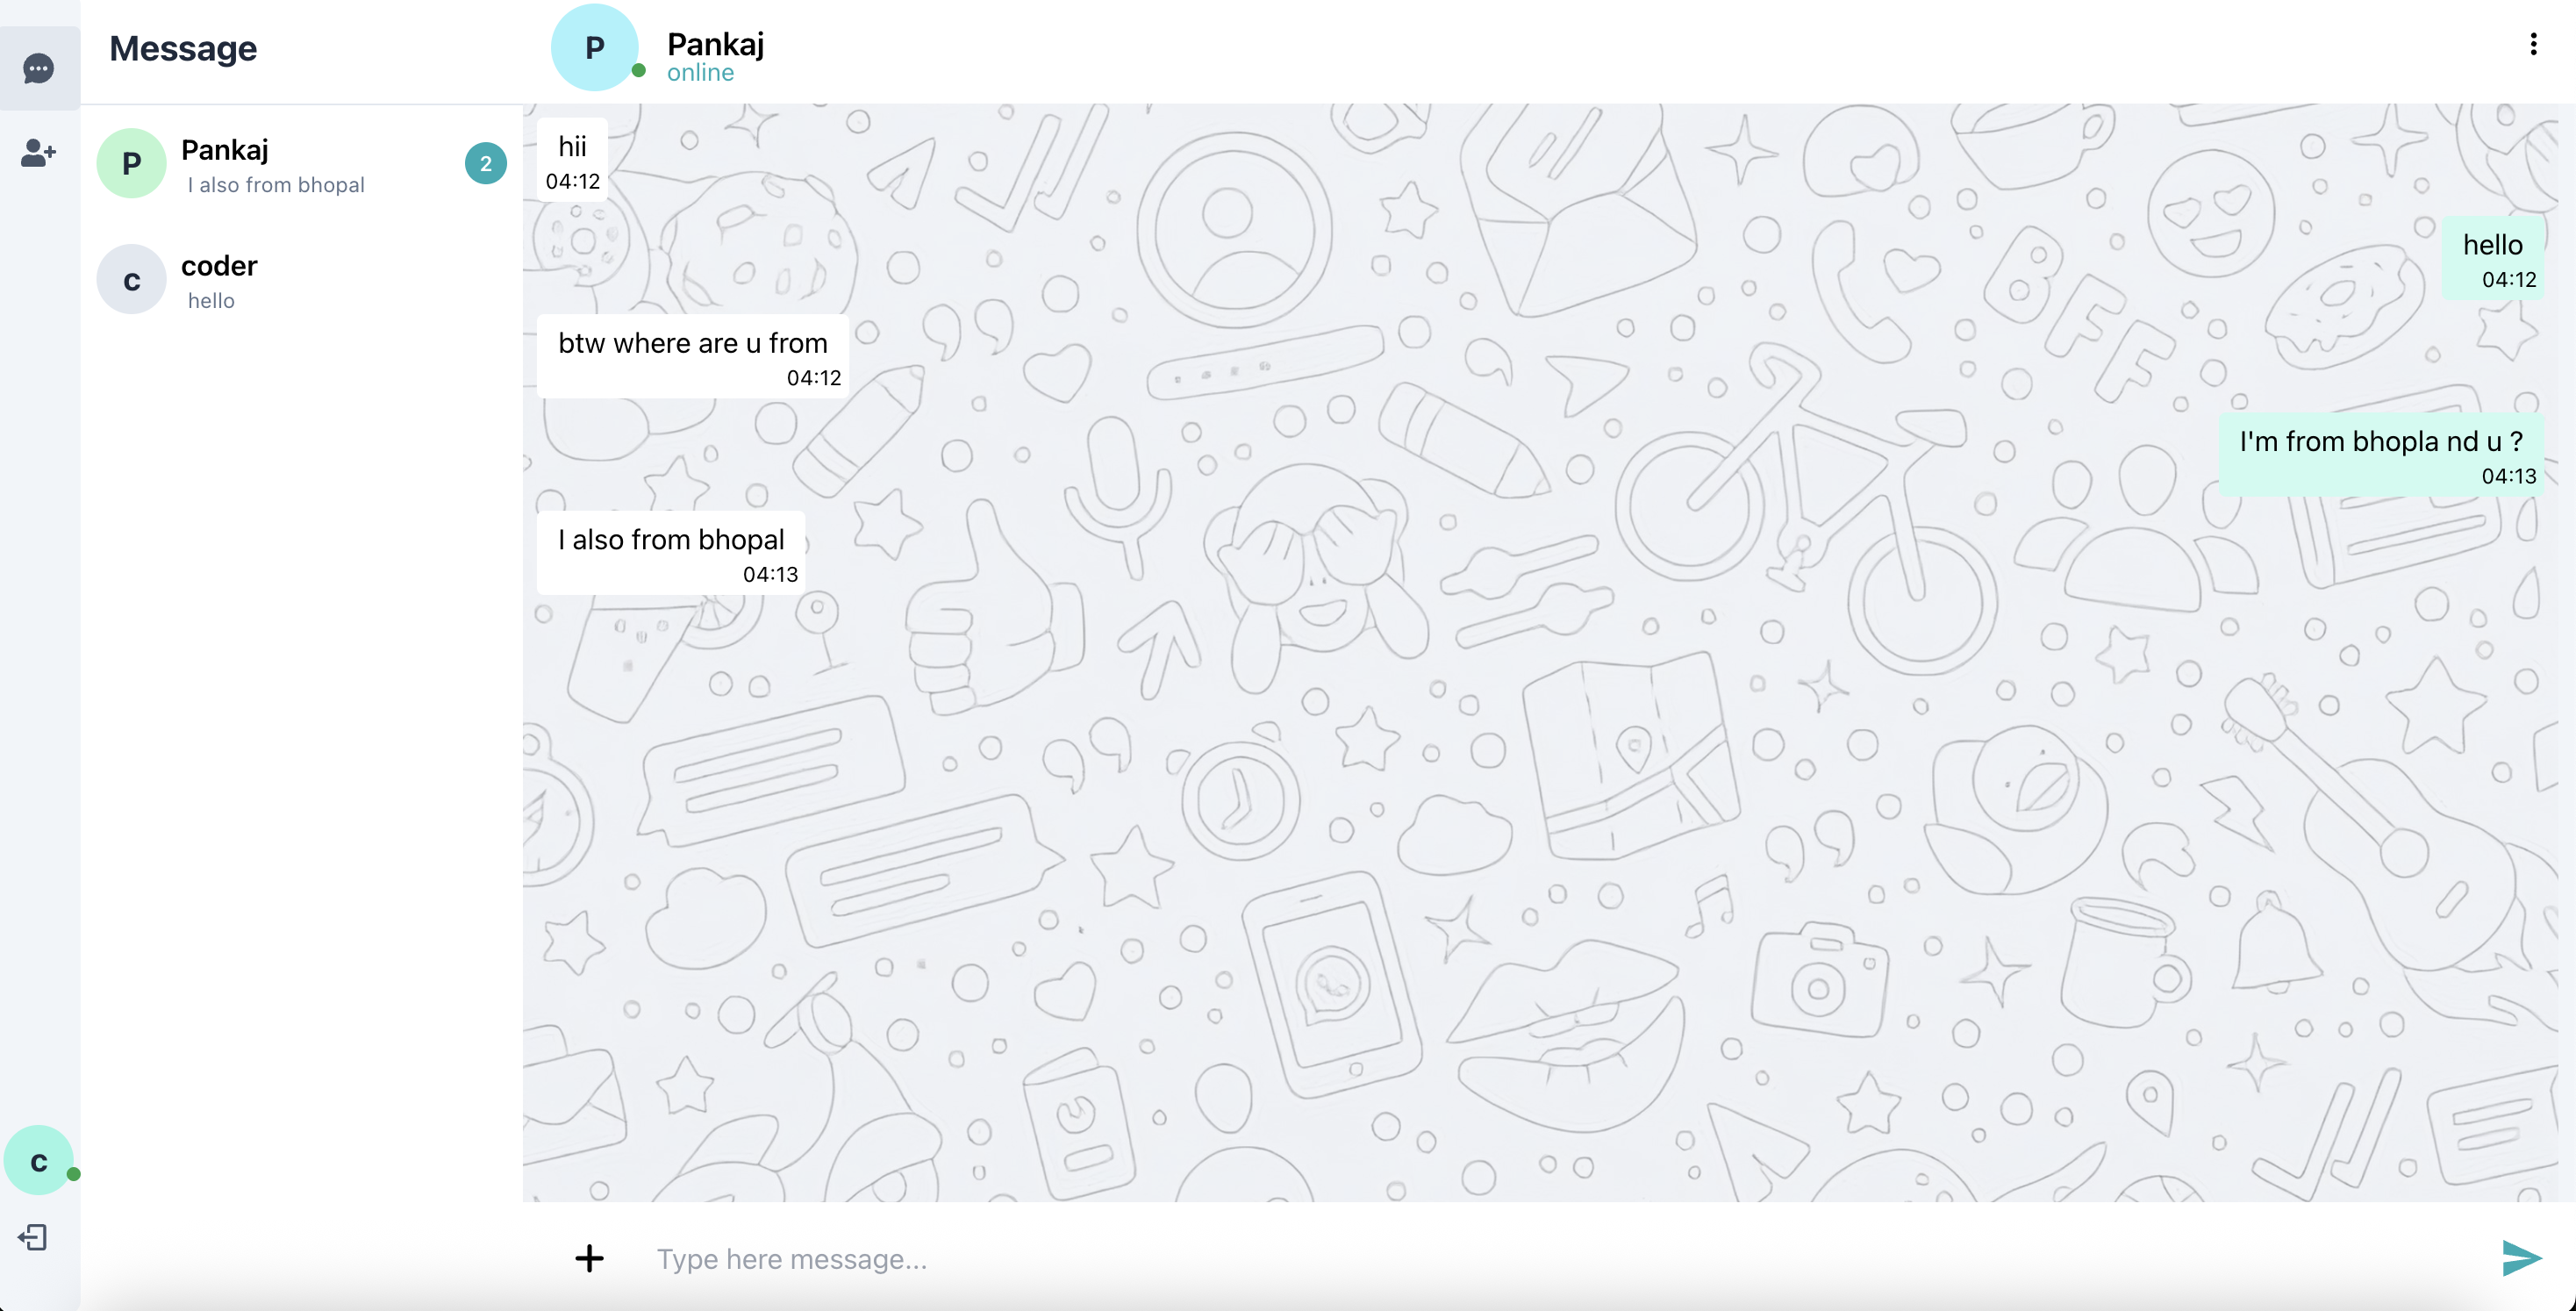 Message
P
Pankaj
I also from bhopal
2
c
coder
hello
c
P
Pankaj
online
hii
04:12
hello
04:12
btw where are u from
04:12
I'm from bhopla nd u ?
04:13
I also from bhopal
04:13
BFF
Type here message...